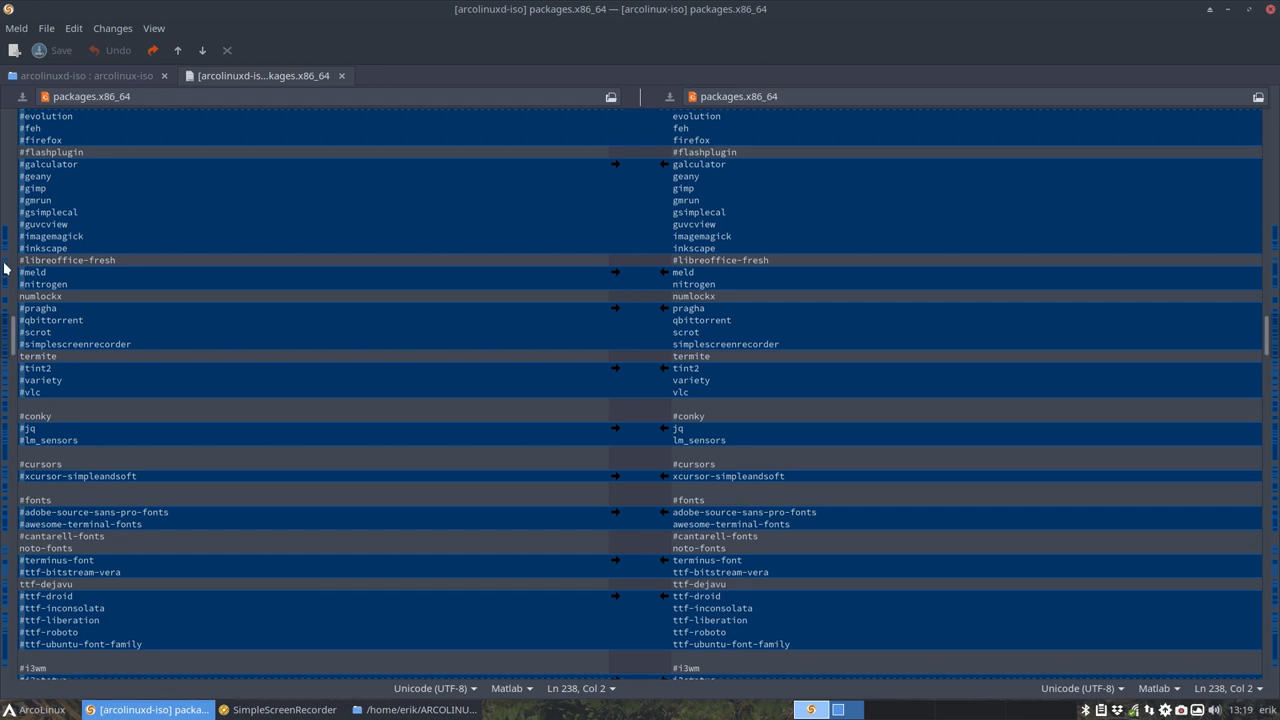 [arcolinuxd-iso] packages.x86_64 — [arcolinux-iso] packages.x86_64
Meld File Edit Changes View
Save Undo
arcolinuxd-iso : arcolinux-iso × [arcolinuxd-is...kages.x86_64 ×
packages.x86_64 packages.x86_64
#evolution evolution
#feh feh
#firefox firefox
#flashplugin #flashplugin
#galculator galculator
#geany geany
#gimp gimp
#gmrun gmrun
#gsimplecal gsimplecal
#guvcview guvcview
#imagemagick imagemagick
#inkscape inkscape
#libreoffice-fresh #libreoffice-fresh
#meld meld
#nitrogen nitrogen
numlockx numlockx
#pragha pragha
#qbittorrent qbittorrent
#scrot scrot
#simplescreenrecorder simplescreenrecorder
termite termite
#tint2 tint2
#variety variety
#vlc vlc
#conky #conky
#jq jq
#lm_sensors lm_sensors
#cursors #cursors
#xcursor-simpleandsoft xcursor-simpleandsoft
#fonts #fonts
#adobe-source-sans-pro-fonts adobe-source-sans-pro-fonts
#awesome-terminal-fonts awesome-terminal-fonts
#cantarell-fonts #cantarell-fonts
noto-fonts noto-fonts
#terminus-font terminus-font
#ttf-bitstream-vera ttf-bitstream-vera
ttf-dejavu ttf-dejavu
#ttf-droid ttf-droid
#ttf-inconsolata ttf-inconsolata
#ttf-liberation ttf-liberation
#ttf-roboto ttf-roboto
#ttf-ubuntu-font-family ttf-ubuntu-font-family
#i3wm #i3wm
Unicode (UTF-8) Matlab Ln 238, Col 2 Unicode (UTF-8) Matlab Ln 238, Col 2
ArcoLinux [arcolinuxd-iso] packa... SimpleScreenRecorder /home/erik/ARCOLINU... 13:19 erik